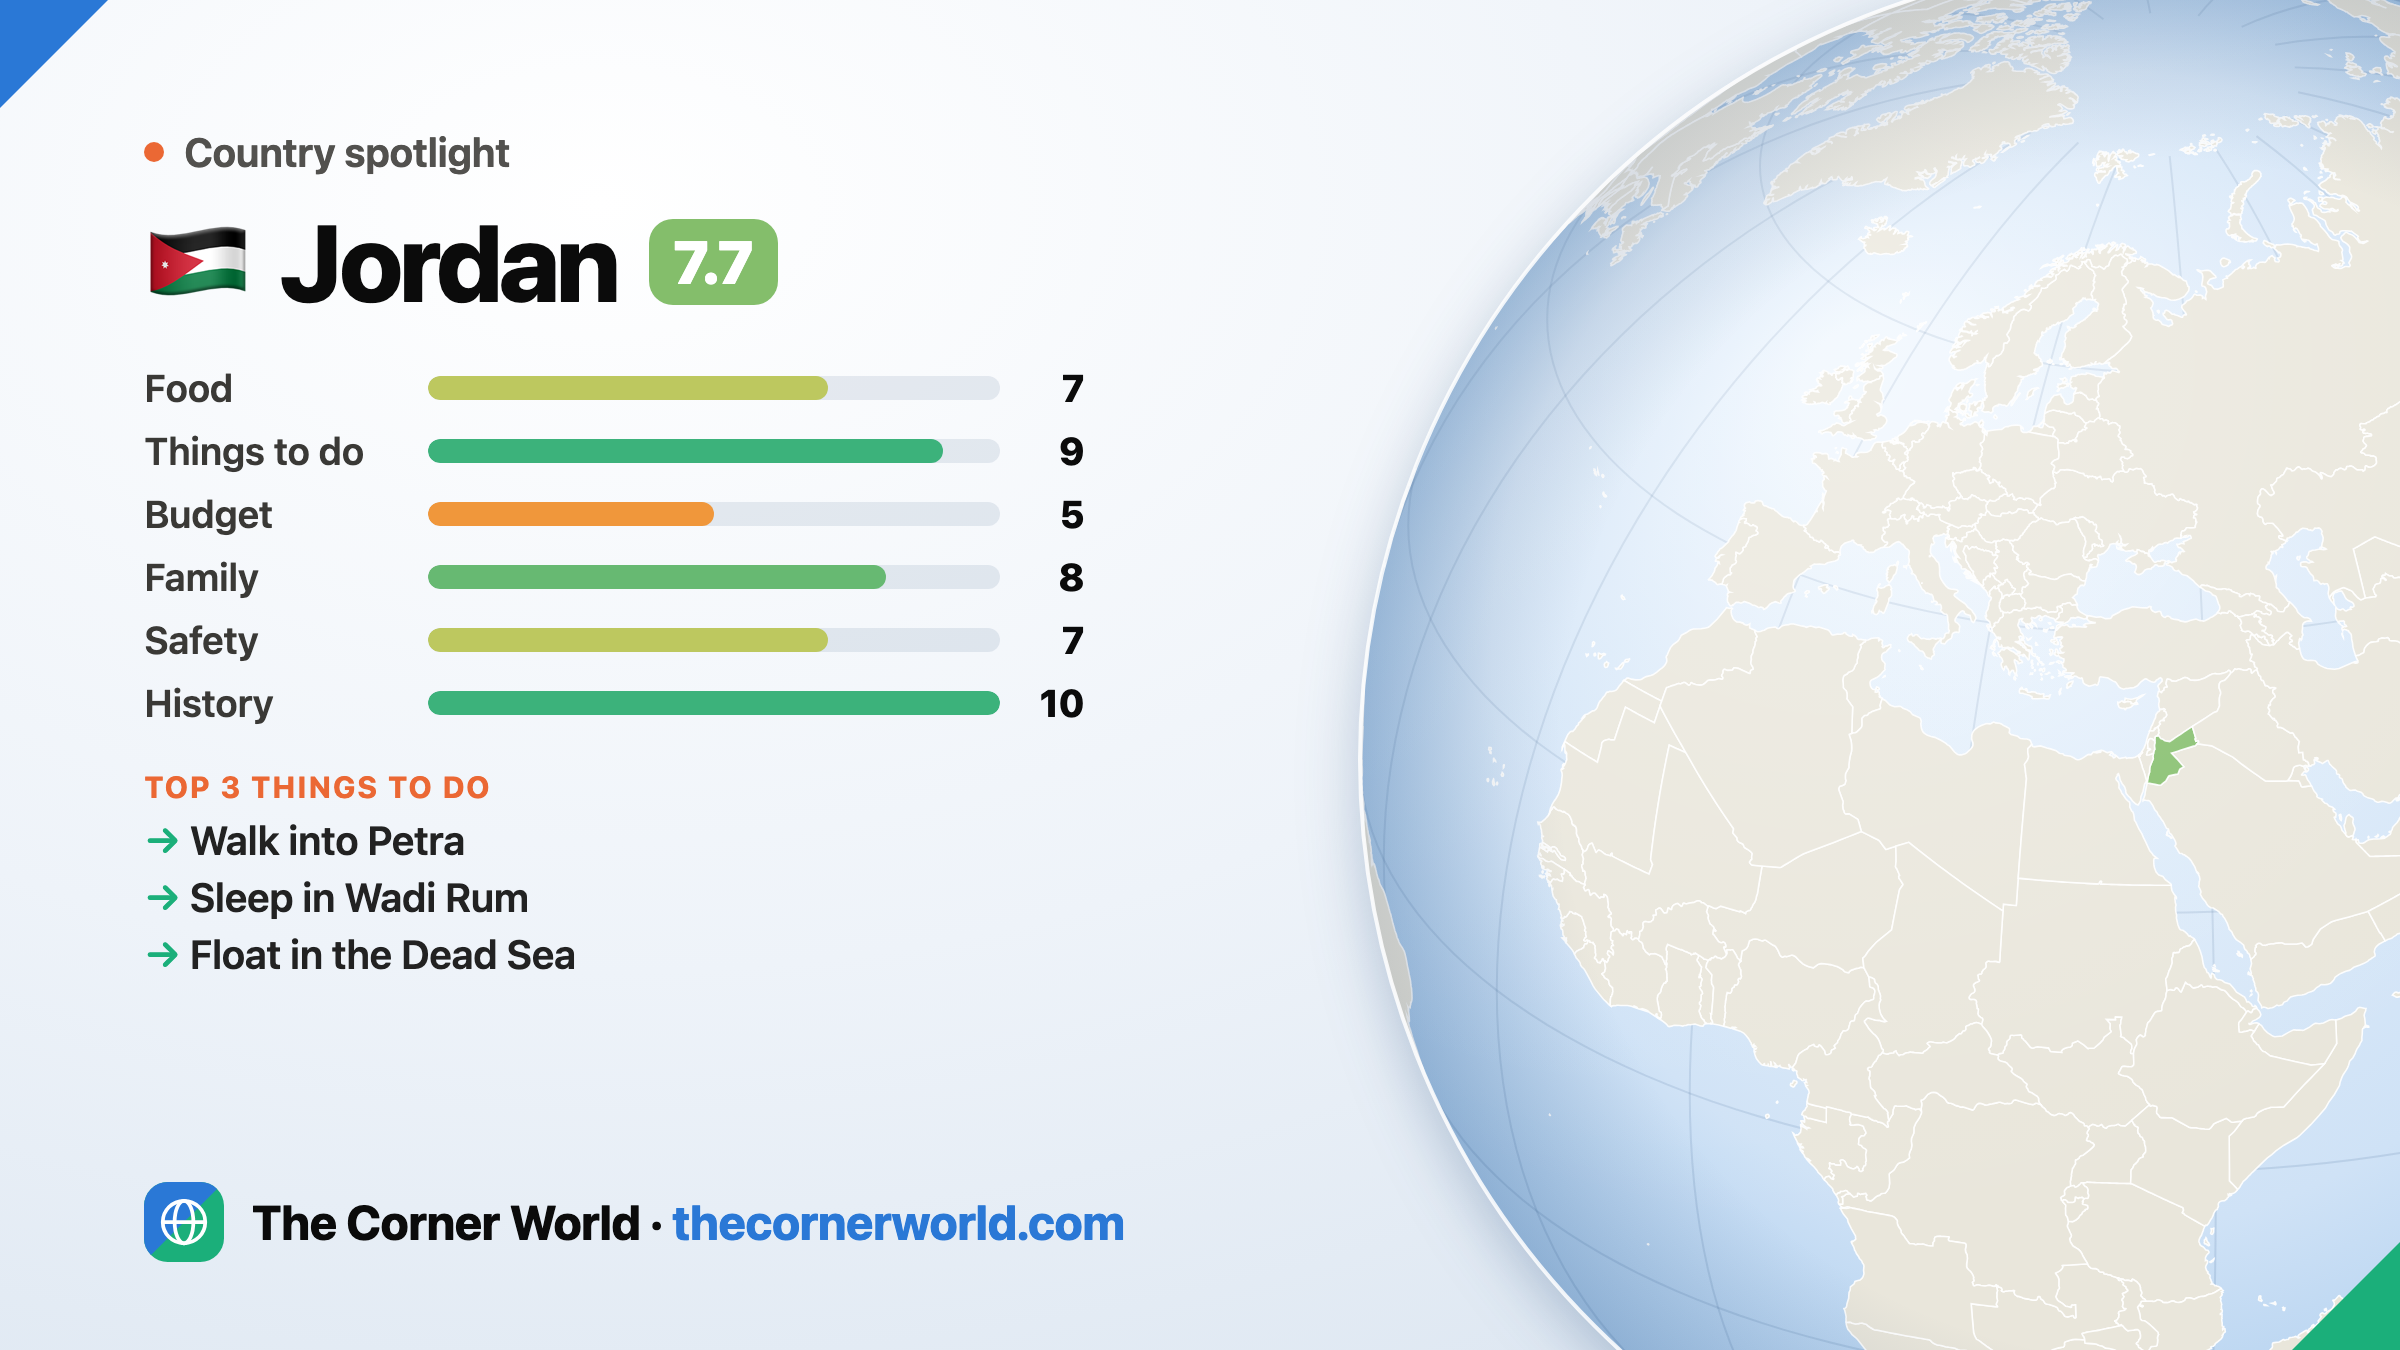 Country spotlight
Jordan 7.7
Food 7
Things to do 9
Budget 5
Family 8
Safety 7
History 10
TOP 3 THINGS TO DO
→ Walk into Petra
→ Sleep in Wadi Rum
→ Float in the Dead Sea
The Corner World · thecornerworld.com